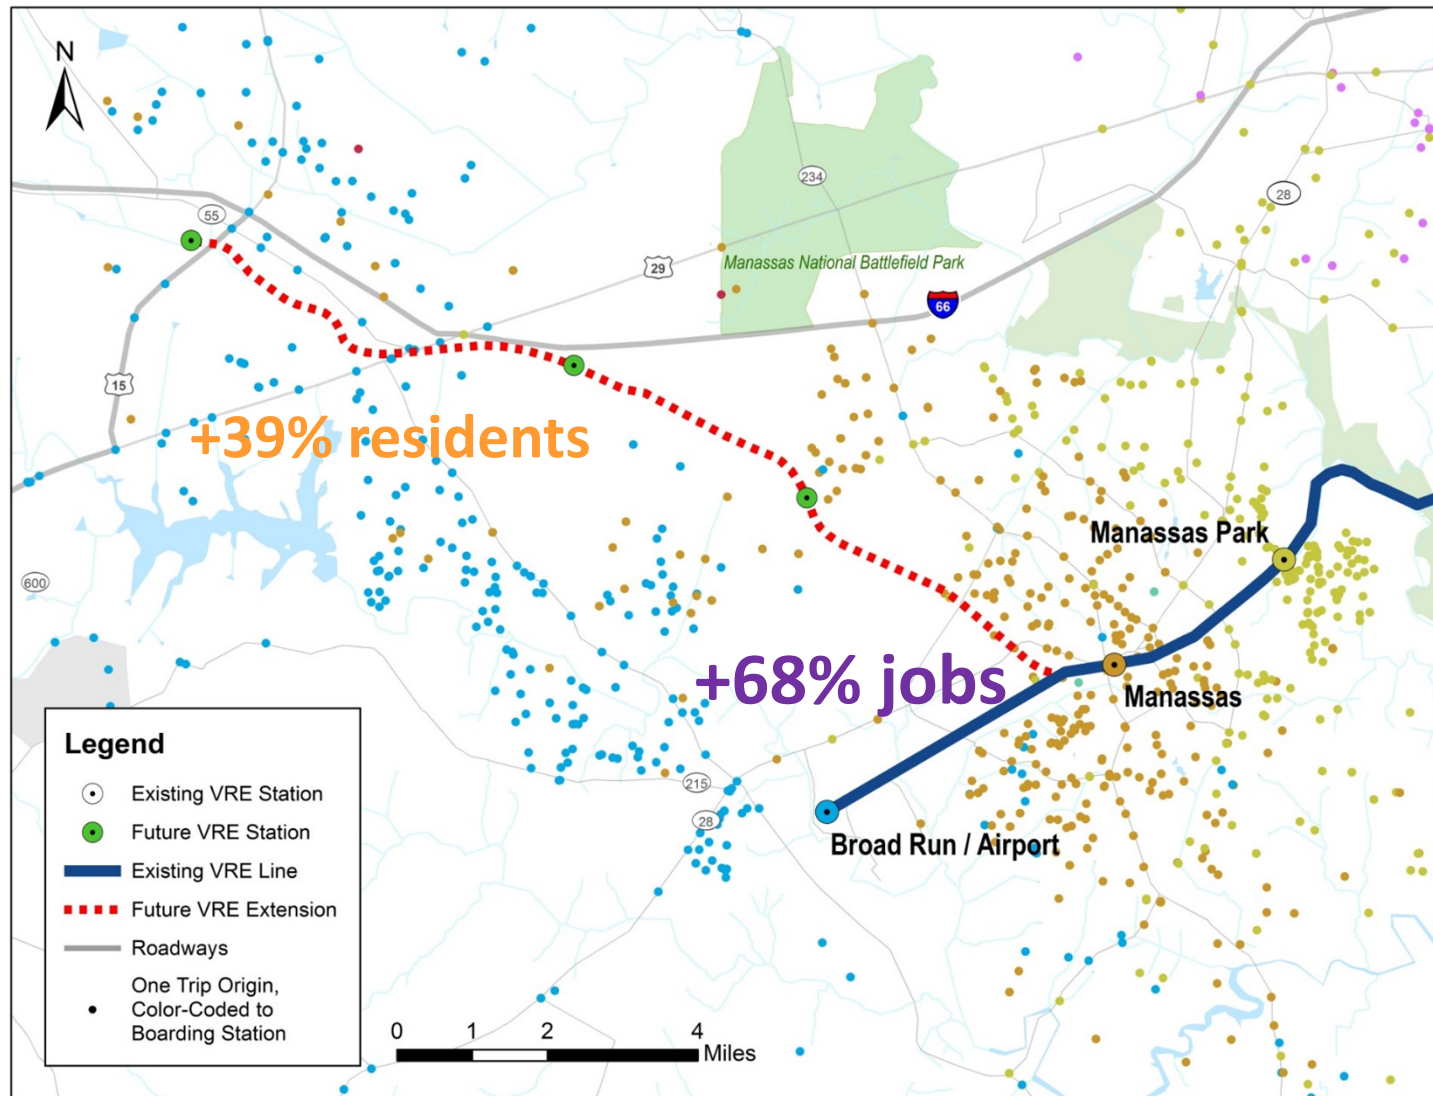 N
55
234
28
29
Manassas National Battlefield Park
66
15
+39% residents
Manassas Park
600
+68% jobs
Manassas
215
28
Broad Run / Airport
Legend
Existing VRE Station
Future VRE Station
Existing VRE Line
Future VRE Extension
Roadways
One Trip Origin,
Color-Coded to
Boarding Station
0 1 2 4
Miles